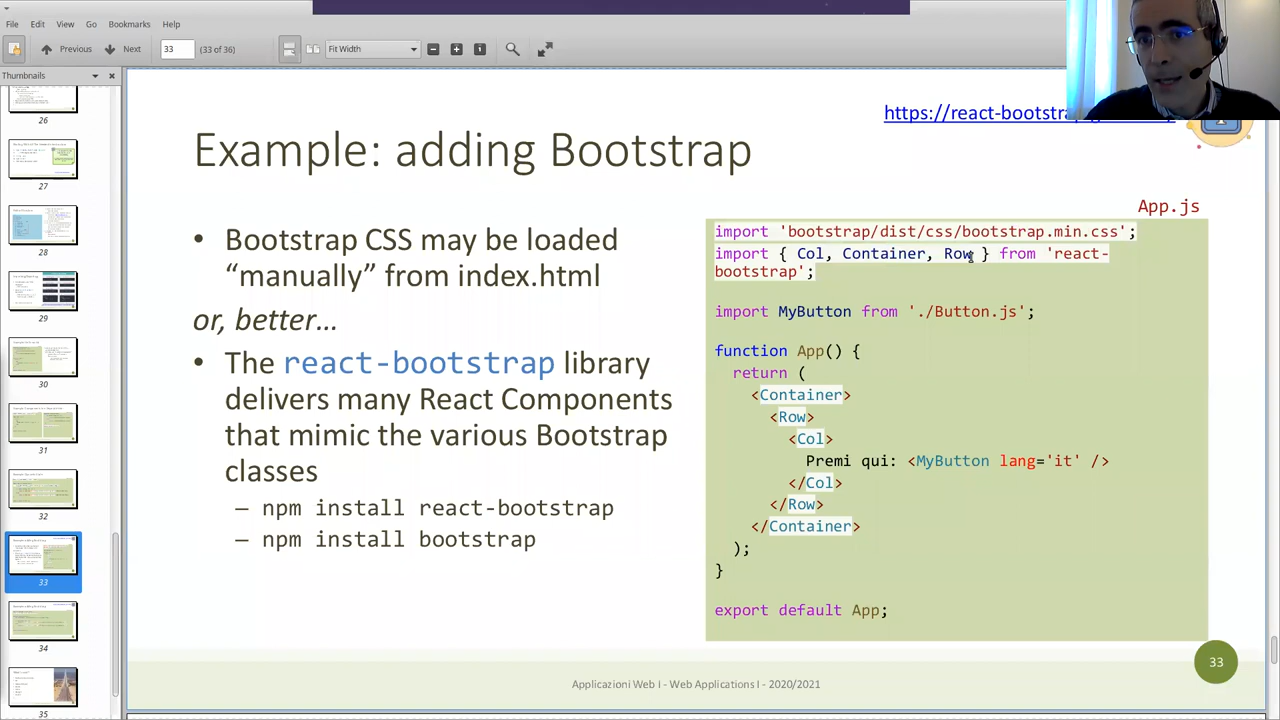 File Edit View Go Bookmarks Help
Previous Next 33 (33 of 36) Fit Width
Thumbnails
26
27
28
29
30
31
32
33
34
35
https://react-bootstrap
Example: adding Bootstrap
• Bootstrap CSS may be loaded
“manually” from index.html
or, better…
• The react-bootstrap library
delivers many React Components
that mimic the various Bootstrap
classes
– npm install react-bootstrap
– npm install bootstrap
App.js
import 'bootstrap/dist/css/bootstrap.min.css';
import { Col, Container, Row } from 'react-
bootstrap';
import MyButton from './Button.js';
function App() {
return (
<Container>
<Row>
<Col>
Premi qui: <MyButton lang='it' />
</Col>
</Row>
</Container>
);
}
export default App;
Applicazioni Web I - Web Applications I - 2020/2021
33